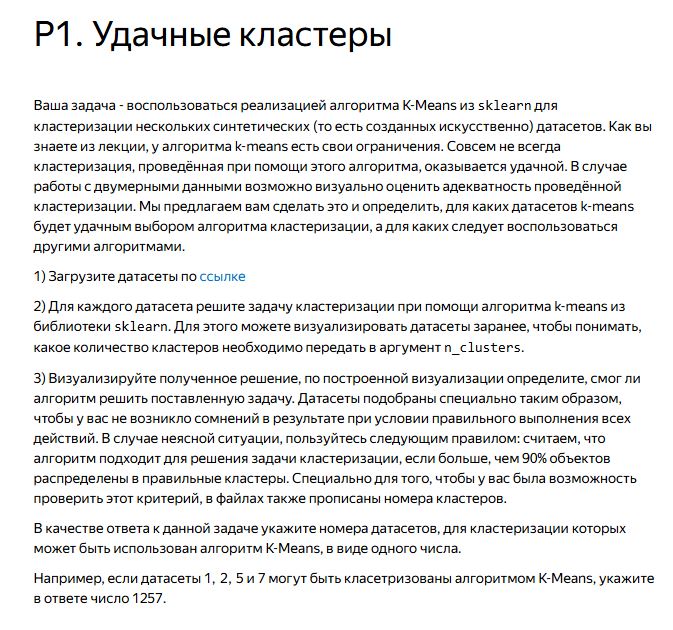 P1. Удачные кластеры
Ваша задача - воспользоваться реализацией алгоритма K-Means из sklearn для
кластеризации нескольких синтетических (то есть созданных искусственно) датасетов. Как вы
знаете из лекции, у алгоритма k-means есть свои ограничения. Совсем не всегда
кластеризация, проведённая при помощи этого алгоритма, оказывается удачной. В случае
работы с двумерными данными возможно визуально оценить адекватность проведённой
кластеризации. Мы предлагаем вам сделать это и определить, для каких датасетов k-means
будет удачным выбором алгоритма кластеризации, а для каких следует воспользоваться
другими алгоритмами.
1) Загрузите датасеты по ссылке
2) Для каждого датасета решите задачу кластеризации при помощи алгоритма k-means из
библиотеки sklearn. Для этого можете визуализировать датасеты заранее, чтобы понимать,
какое количество кластеров необходимо передать в аргумент n_clusters.
3) Визуализируйте полученное решение, по построенной визуализации определите, смог ли
алгоритм решить поставленную задачу. Датасеты подобраны специально таким образом,
чтобы у вас не возникло сомнений в результате при условии правильного выполнения всех
действий. В случае неясной ситуации, пользуйтесь следующим правилом: считаем, что
алгоритм подходит для решения задачи кластеризации, если больше, чем 90% объектов
распределены в правильные кластеры. Специально для того, чтобы у вас была возможность
проверить этот критерий, в файлах также прописаны номера кластеров.
В качестве ответа к данной задаче укажите номера датасетов, для кластеризации которых
может быть использован алгоритм K-Means, в виде одного числа.
Например, если датасеты 1, 2, 5 и 7 могут быть класетризованы алгоритмом K-Means, укажите
в ответе число 1257.